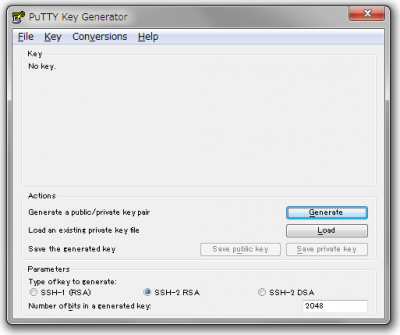 PuTTY Key Generator
File Key Conversions Help
Key
No key.
Actions
Generate a public/private key pair Generate
Load an existing private key file Load
Save the generated key Save public key Save private key
Parameters
Type of key to generate:
SSH-1 (RSA) SSH-2 RSA SSH-2 DSA
Number of bits in a generated key: 2048